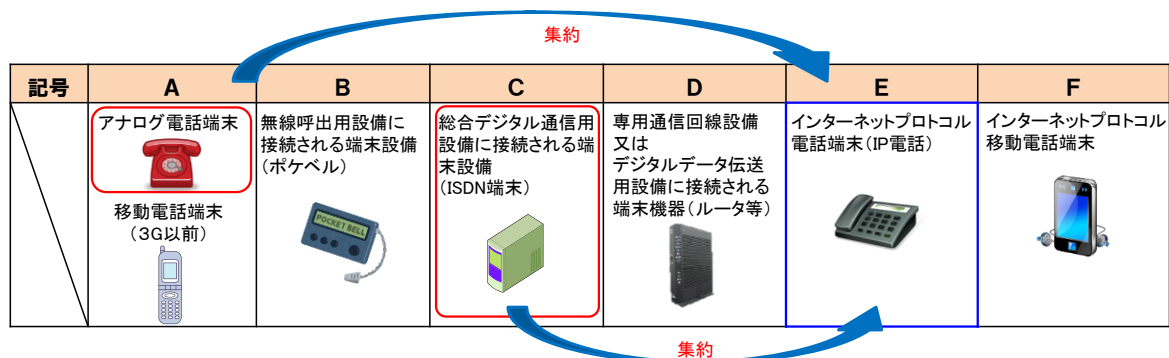 集約
記号
A
B
C
D
E
F
アナログ電話端末
移動電話端末
(3G以前)
無線呼出用設備に
接続される端末設備
(ポケベル)
POCKET BELL
総合デジタル通信用
設備に接続される端
末設備
(ISDN端末)
専用通信回線設備
又は
デジタルデータ伝送
用設備に接続される
端末機器(ルータ等)
インターネットプロトコル
電話端末(IP電話)
インターネットプロトコル
移動電話端末
集約